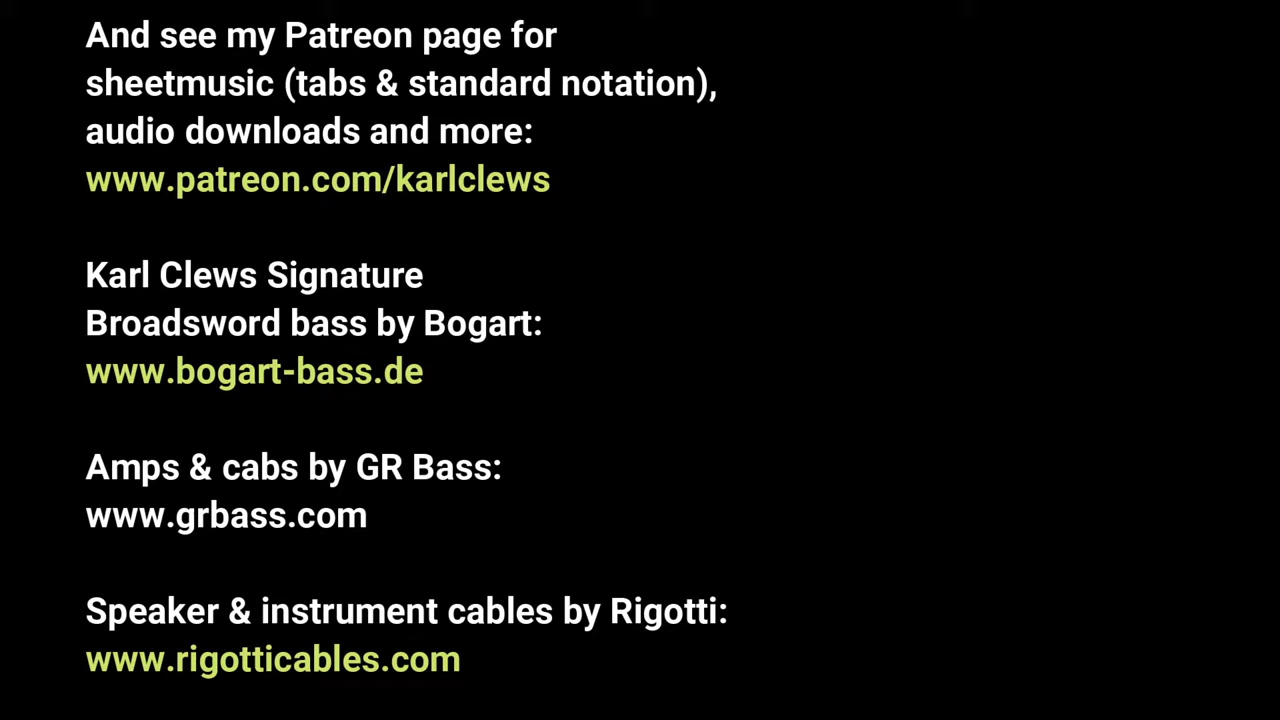 And see my Patreon page for
sheetmusic (tabs & standard notation),
audio downloads and more:
www.patreon.com/karlclews
Karl Clews Signature
Broadsword bass by Bogart:
www.bogart-bass.de
Amps & cabs by GR Bass:
www.grbass.com
Speaker & instrument cables by Rigotti:
www.rigotticables.com